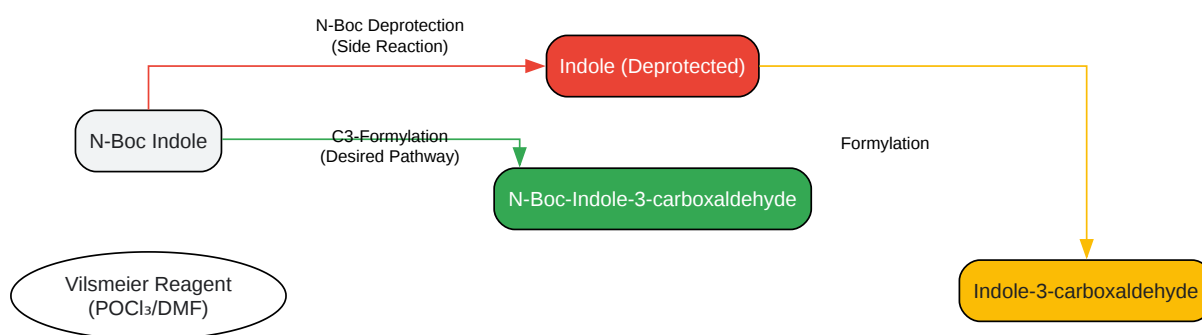 N-Boc Deprotection
(Side Reaction)
Indole (Deprotected)
N-Boc Indole
C3-Formylation
(Desired Pathway)
Formylation
N-Boc-Indole-3-carboxaldehyde
Vilsmeier Reagent
(POCl₃/DMF)
Indole-3-carboxaldehyde